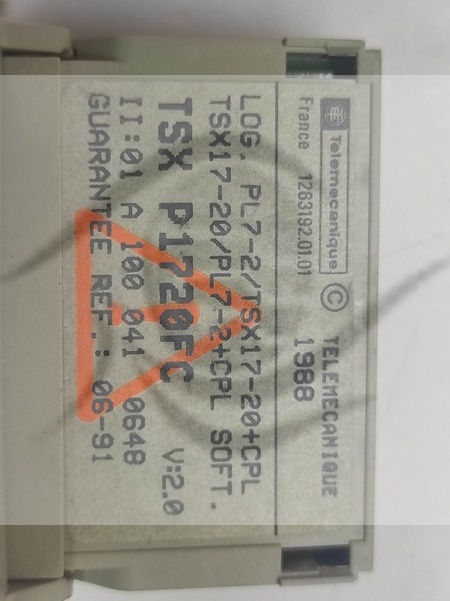 Telemecanique © TELEMECANIQUE
France 1263192.01.01 1988
LOG. PL7-2/TSX17-20+CPL
TSX17-20/PL7-2+CPL SOFT.
TSX P1720FC V:2.0
II:01 A 100 041 0648
GUARANTEE REF.: 06-91